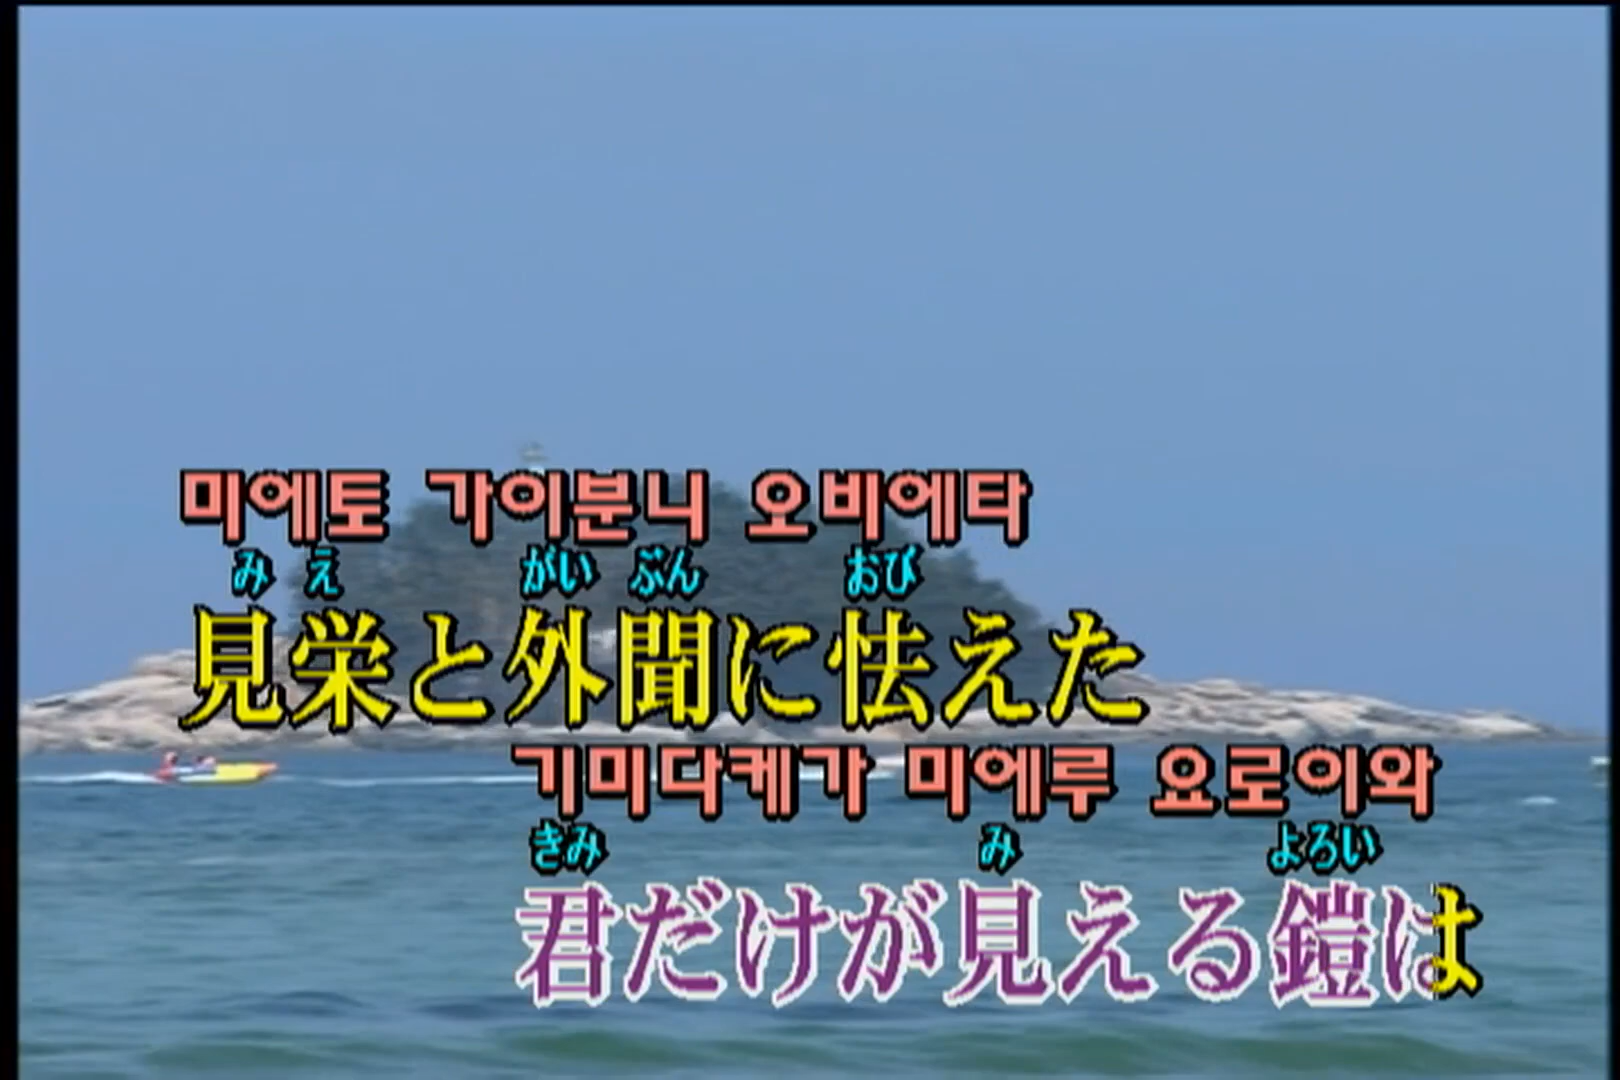 미에토 가이분니 오비에타
みえ がい ぶん おび
見栄と外聞に怯えた
기미다케가 미에루 요로이와
きみ み よろい
君だけが見える鎧は